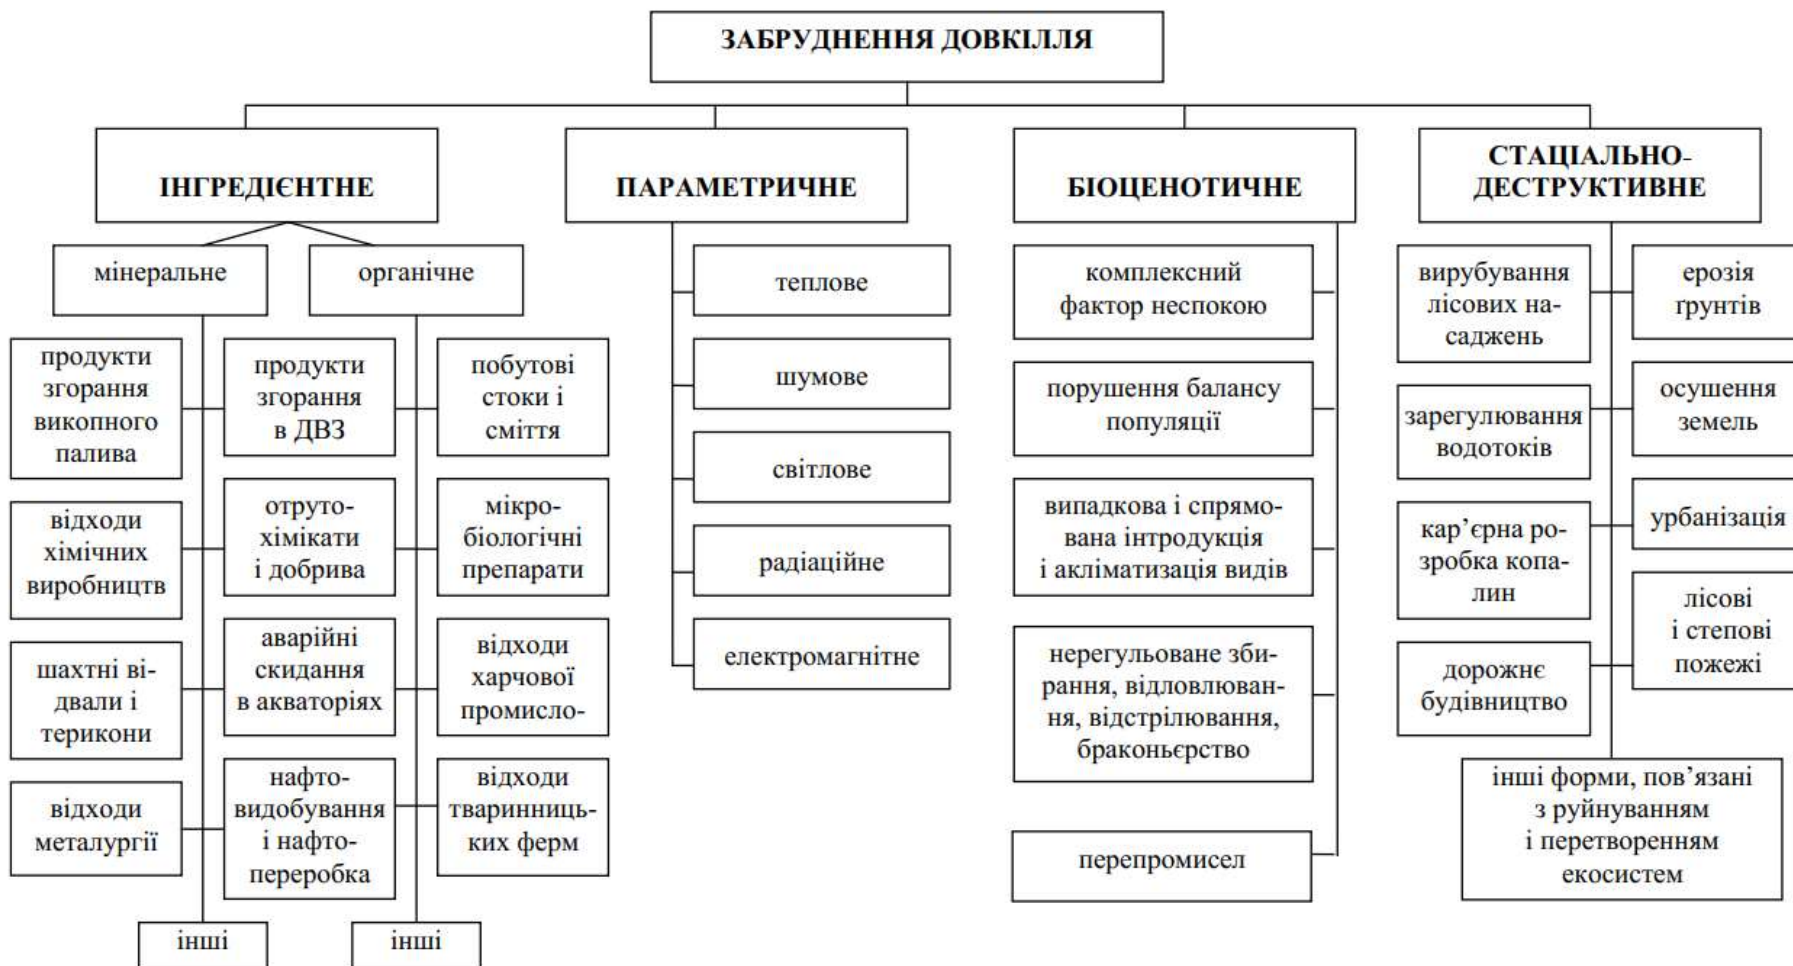 ЗАБРУДНЕННЯ ДОВКІЛЛЯ
ІНГРЕДІЄНТНЕ
мінеральне
органічне
продукти
згорання
викопного
палива
продукти
згорання
в ДВЗ
побутові
стоки і
сміття
відходи
хімічних
виробництв
отруто-
хімікати
і добрива
мікро-
біологічні
препарати
шахтні ві-
двали і
терикони
аварійні
скидання
в акваторіях
відходи
харчової
промисло-
відходи
металургії
нафто-
видобування
і нафто-
переробка
відходи
тваринниць-
ких ферм
інші
інші
ПАРАМЕТРИЧНЕ
теплове
шумове
світлове
радіаційне
електромагнітне
БІОЦЕНОТИЧНЕ
комплексний
фактор неспокою
порушення балансу
популяції
випадкова і спрямо-
вана інтродукція
і акліматизація видів
нерегульоване зби-
рання, відловлюван-
ня, відстрілювання,
браконьєрство
перепромисел
СТАЦІАЛЬНО-
ДЕСТРУКТИВНЕ
вирубування
лісових на-
саджень
ерозія
ґрунтів
зарегулювання
водотоків
осушення
земель
кар’єрна ро-
зробка копа-
лин
урбанізація
дорожнє
будівництво
лісові
і степові
пожежі
інші форми, пов’язані
з руйнуванням
і перетворенням
екосистем